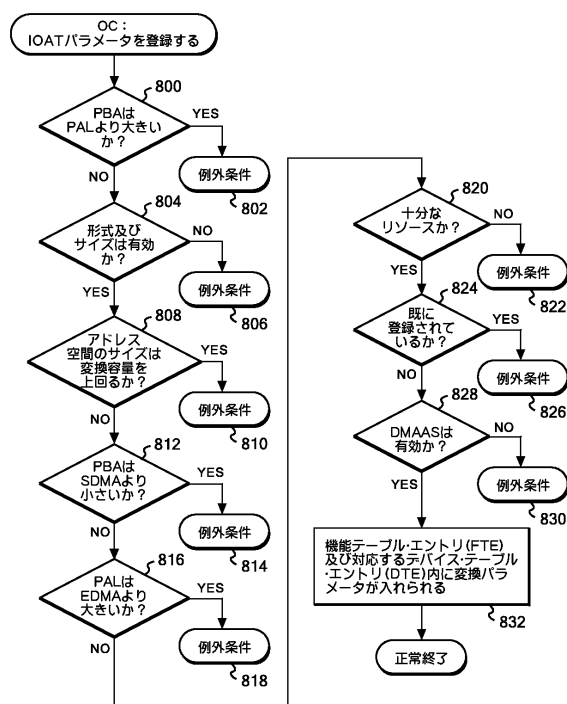 OC：
IOATパラメータを登録する
800
PBAは
PALより大きい
か？
YES
例外条件
802
NO
804
形式及び
サイズは有効
か？
NO
例外条件
806
YES
808
アドレス
空間のサイズは
変換容量を
上回るか？
YES
例外条件
810
NO
812
PBAは
SDMAより
小さいか？
YES
例外条件
814
NO
816
PALは
EDMAより
大きいか？
YES
例外条件
818
NO
820
十分な
リソースか？
NO
例外条件
822
YES
824
既に
登録されて
いるか？
YES
例外条件
826
NO
828
DMAASは
有効か？
NO
例外条件
830
YES
機能テーブル・エントリ(FTE)
及び対応するデバイス・テーブル
・エントリ(DTE)内に変換パラ
メータが入れられる
832
正常終了